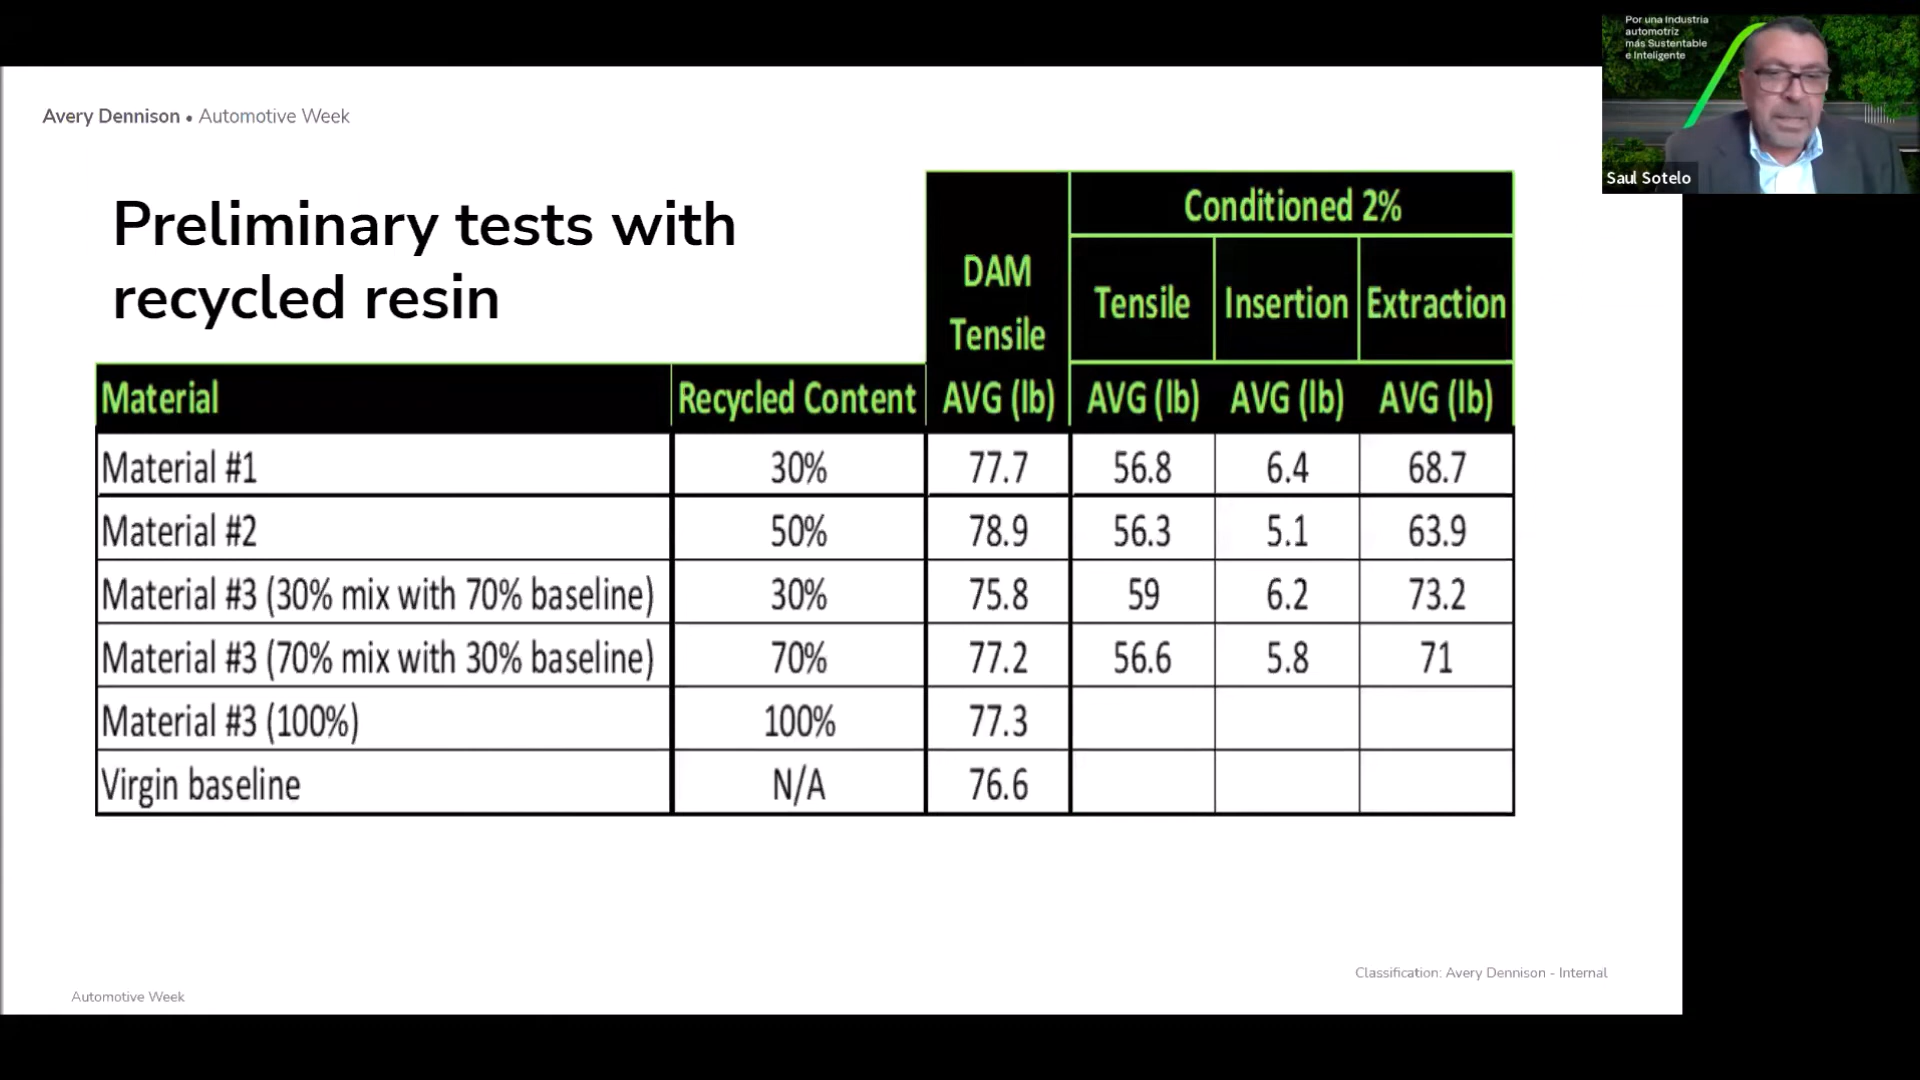 Por una Industria
automotriz
más Sustentable
e Inteligente
Saul Sotelo
Avery Dennison • Automotive Week
Preliminary tests with
recycled resin
Conditioned 2%
DAM
Tensile
Tensile Insertion Extraction
Material Recycled Content AVG (lb) AVG (lb) AVG (lb) AVG (lb)
Material #1 30% 77.7 56.8 6.4 68.7
Material #2 50% 78.9 56.3 5.1 63.9
Material #3 (30% mix with 70% baseline) 30% 75.8 59 6.2 73.2
Material #3 (70% mix with 30% baseline) 70% 77.2 56.6 5.8 71
Material #3 (100%) 100% 77.3
Virgin baseline N/A 76.6
Classification: Avery Dennison - Internal
Automotive Week